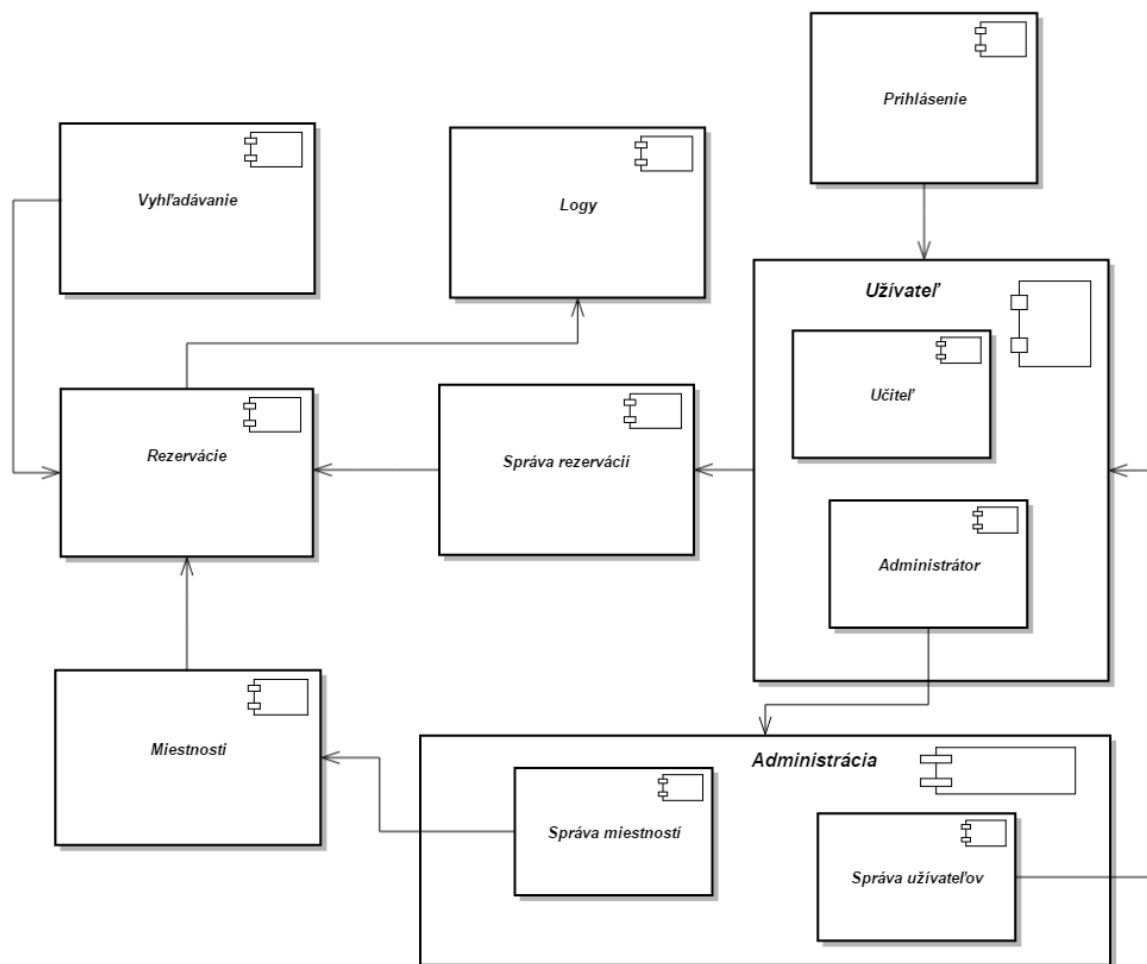 Prihlásenie
Vyhľadávanie
Logy
Užívateľ
Učiteľ
Rezervácie
Správa rezervácií
Administrátor
Miestnosti
Administrácia
Správa miestností
Správa užívateľov